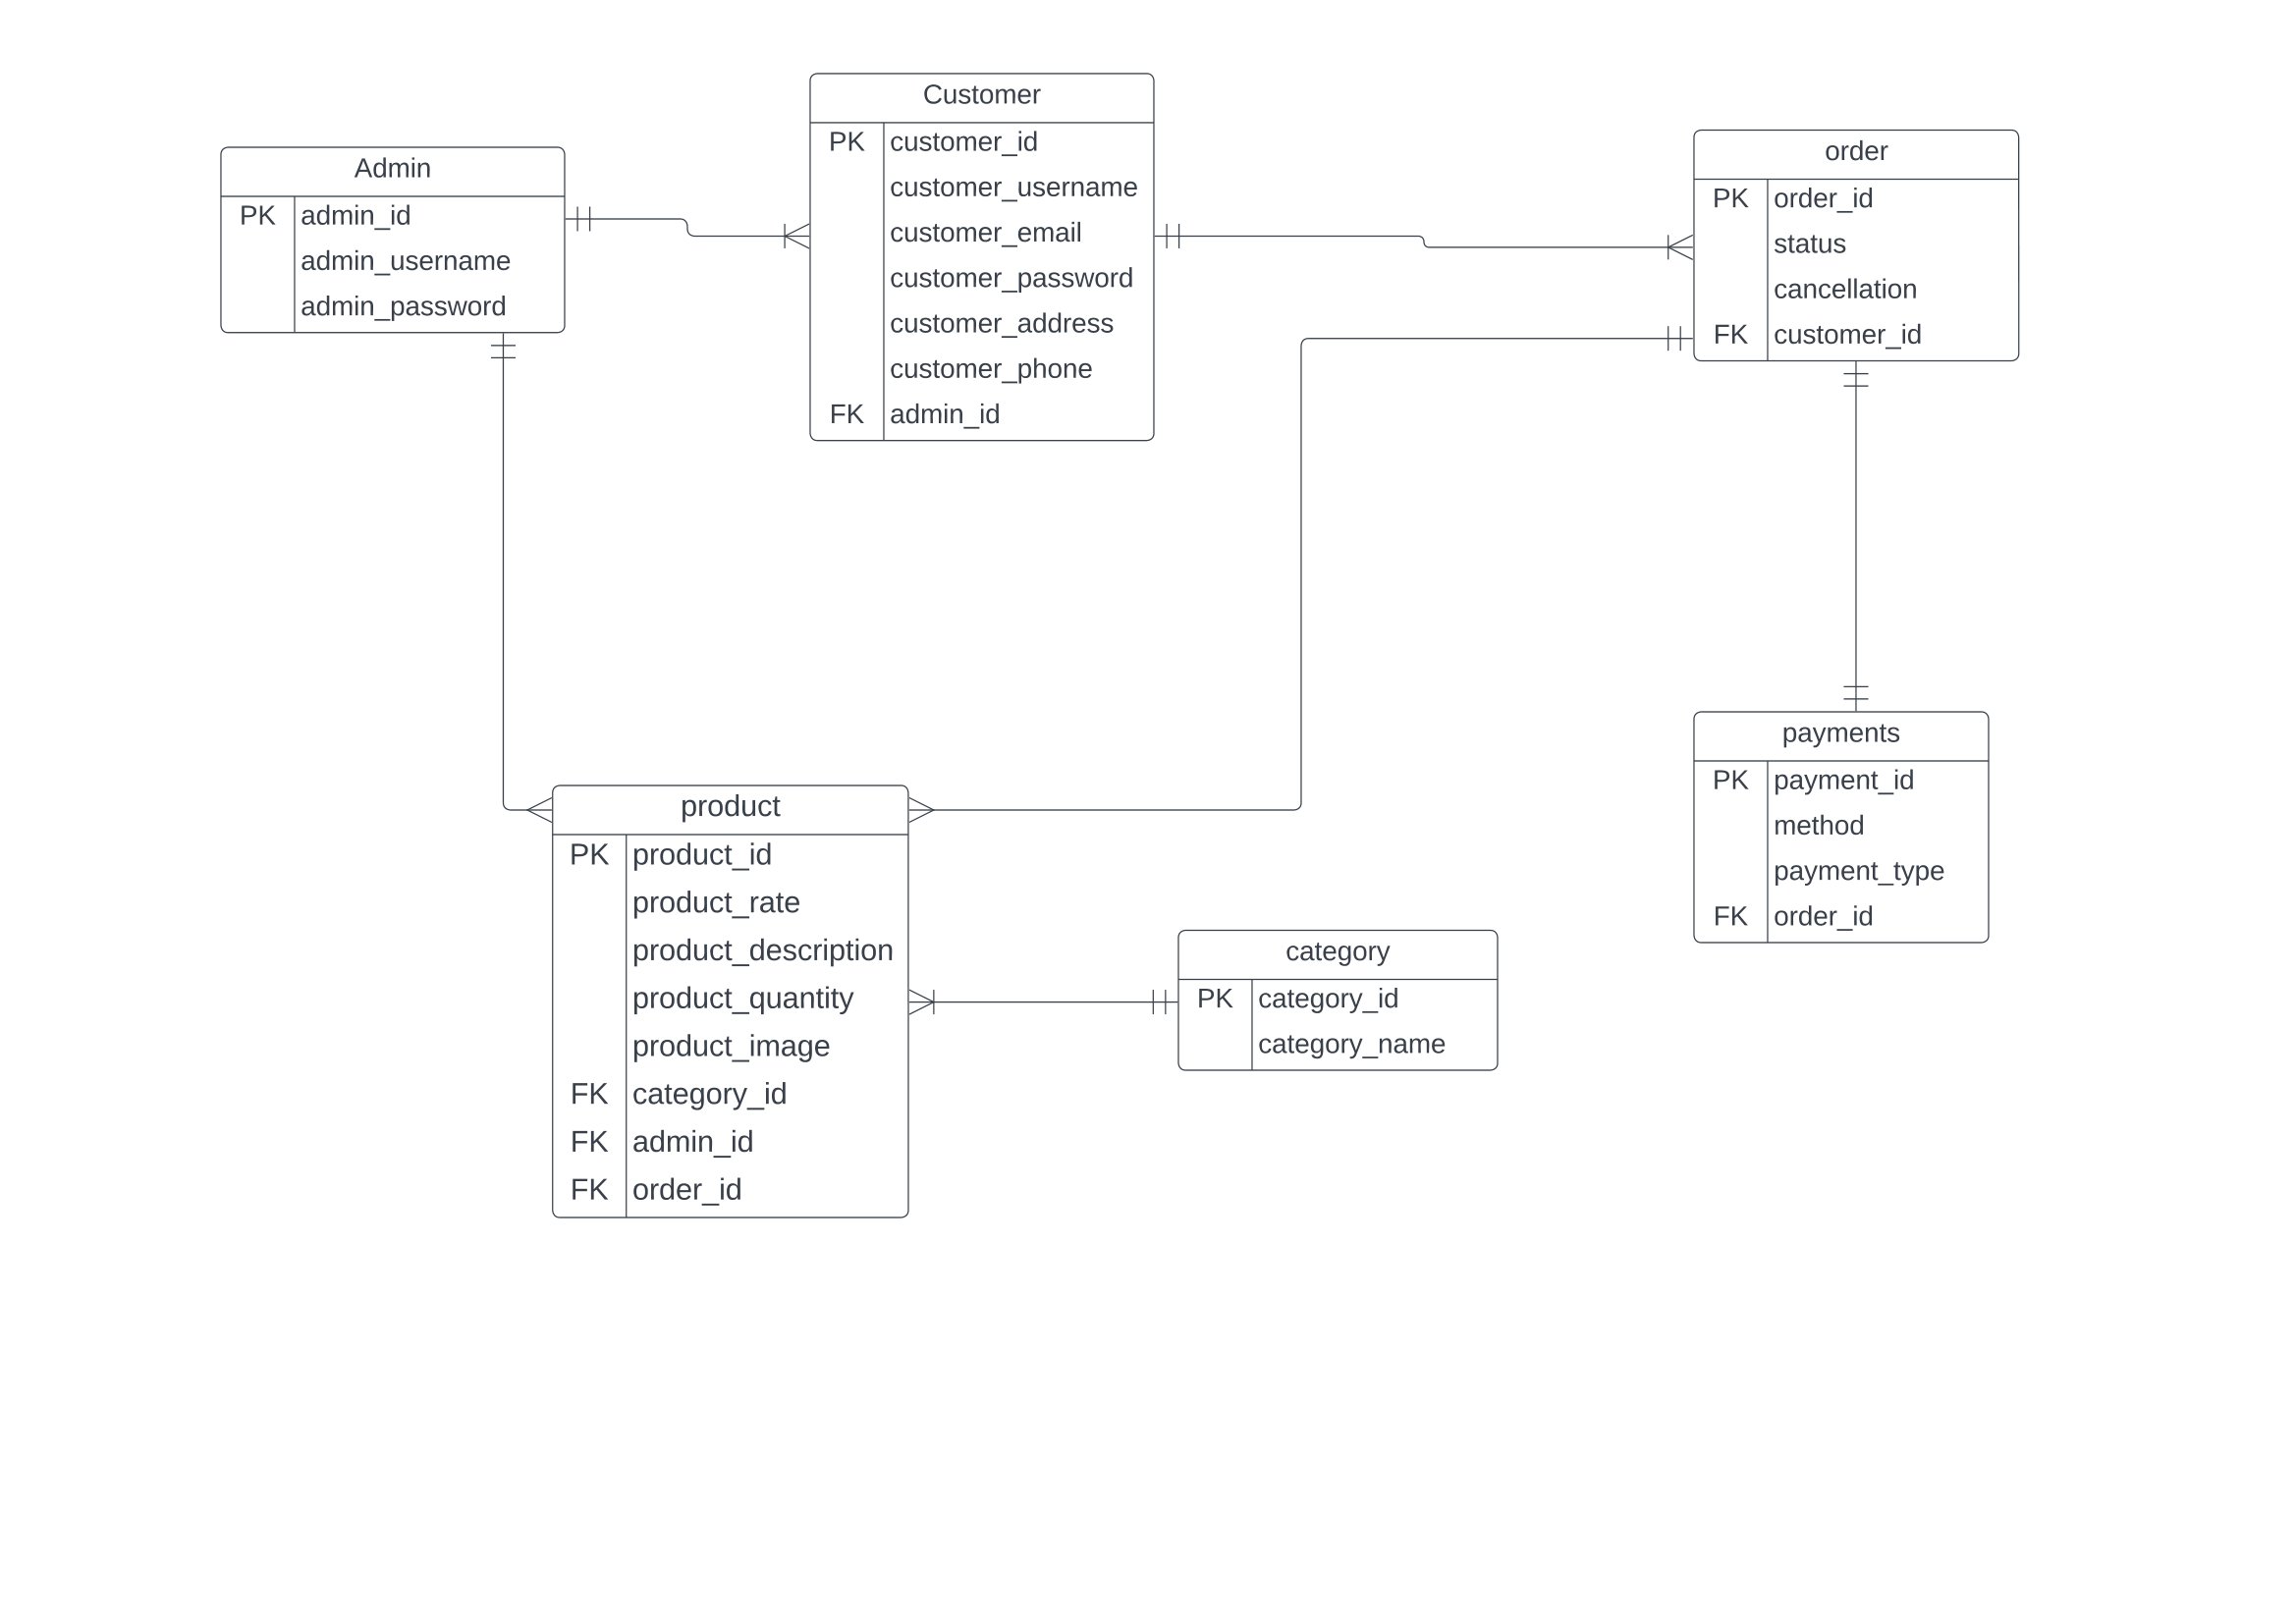 Customer
PK customer_id
customer_username
customer_email
customer_password
customer_address
customer_phone
FK admin_id
Admin
PK admin_id
admin_username
admin_password
order
PK order_id
status
cancellation
FK customer_id
payments
PK payment_id
method
payment_type
FK order_id
product
PK product_id
product_rate
product_description
product_quantity
product_image
FK category_id
FK admin_id
FK order_id
category
PK category_id
category_name